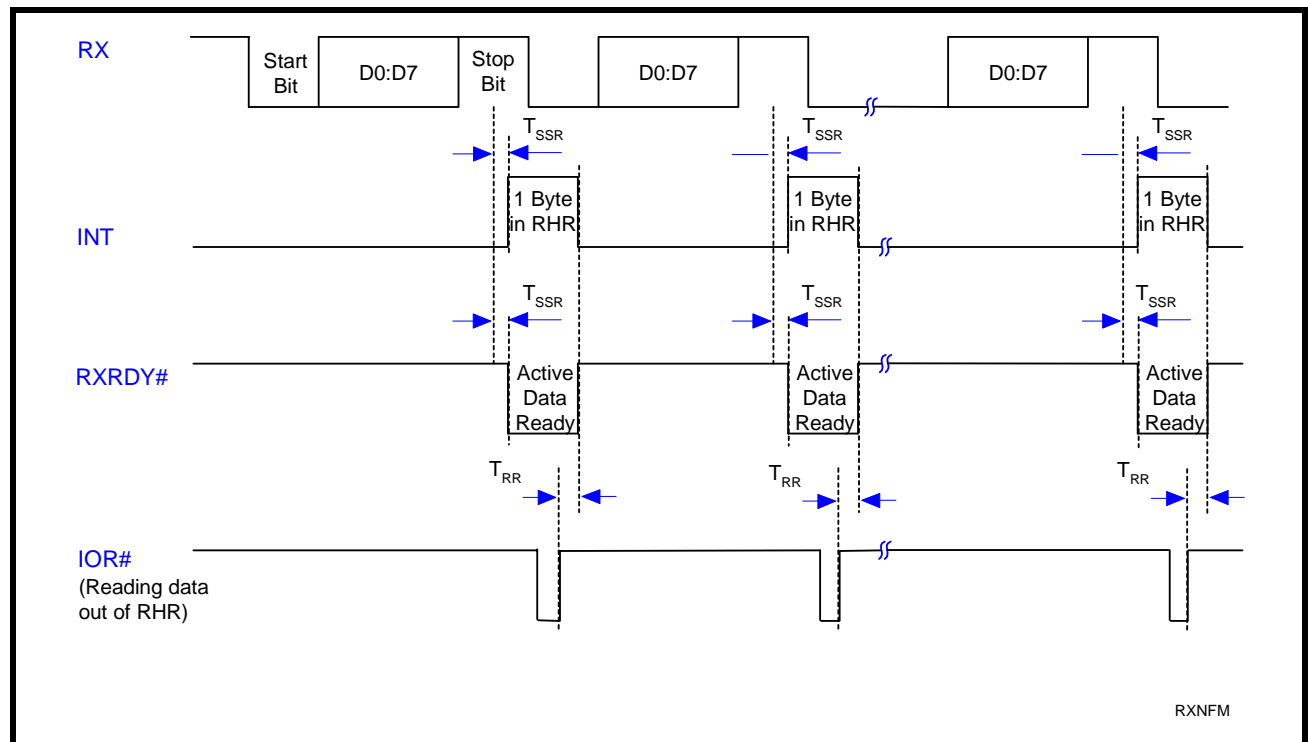 RX
Start
Bit
D0:D7
Stop
Bit
D0:D7
D0:D7
TSSR
TSSR
TSSR
INT
1 Byte
in RHR
1 Byte
in RHR
1 Byte
in RHR
TSSR
TSSR
TSSR
RXRDY#
Active
Data
Ready
Active
Data
Ready
Active
Data
Ready
TRR
TRR
TRR
IOR#
(Reading data
out of RHR)
RXNFM